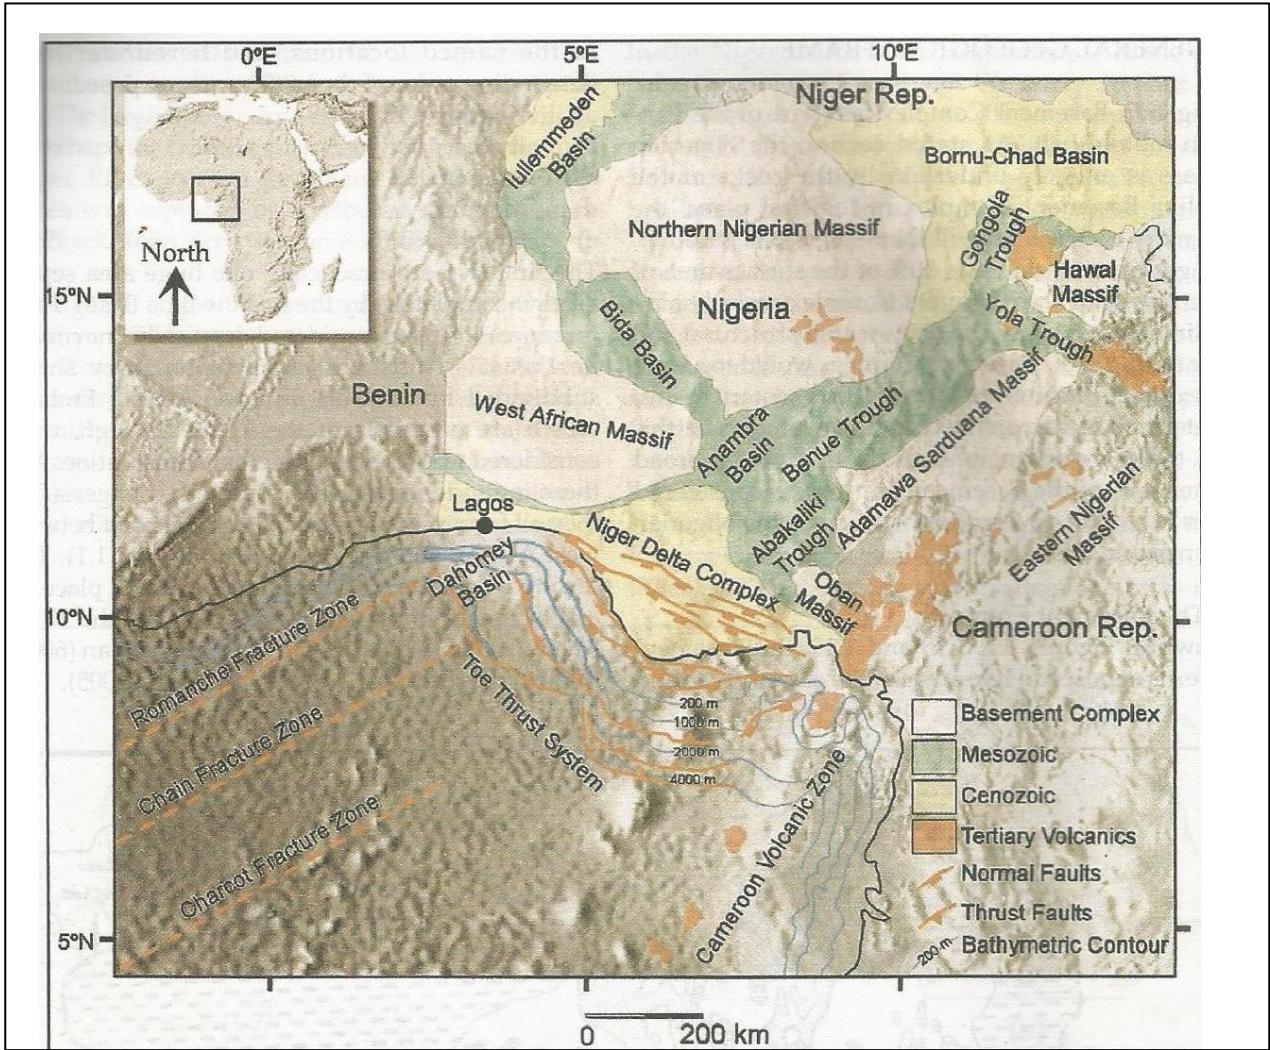 0ºE
5ºE
10ºE
Niger Rep.
Iullemmeden
Basin
Bornu-Chad Basin
Northern Nigerian Massif
Gongola
Trough
Hawal
Massif
North
15ºN
Nigeria
Yola Trough
Bida Basin
Benin
West African Massif
Anambra
Basin
Benue Trough
Adamawa Sarduana Massif
Lagos
Niger Delta Complex
Abakaliki
Trough
Eastern Nigerian
Massif
Dahomey
Basin
Oban
Massif
10ºN
Cameroon Rep.
Romanche Fracture Zone
Toe Thrust System
Chain Fracture Zone
Charcot Fracture Zone
200 m
1000 m
2000 m
4000 m
Cameroon Volcanic Zone
Basement Complex
Mesozoic
Cenozoic
Tertiary Volcanics
Normal Faults
Thrust Faults
200 m Bathymetric Contour
5ºN
0 200 km